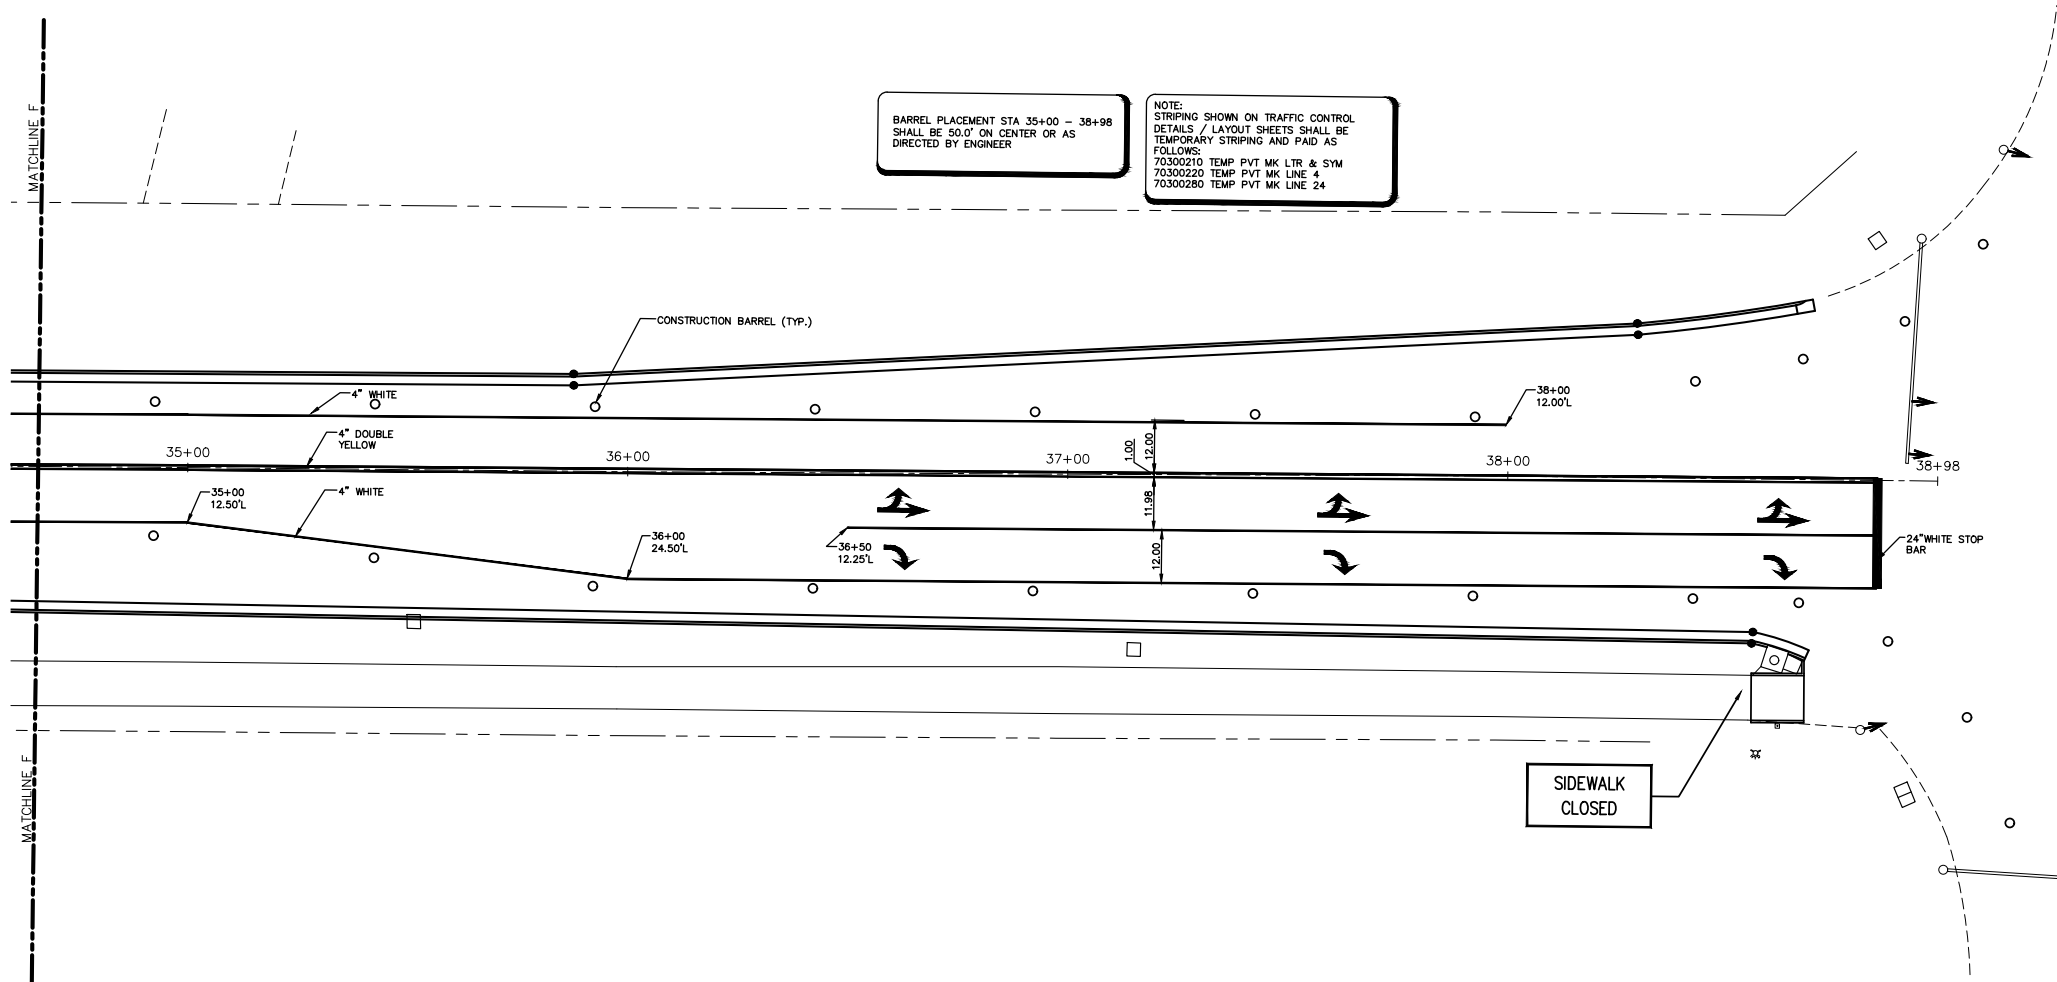 MATCHLINE F
BARREL PLACEMENT STA 35+00 - 38+98
SHALL BE 50.0' ON CENTER OR AS
DIRECTED BY ENGINEER
NOTE:
STRIPING SHOWN ON TRAFFIC CONTROL
DETAILS / LAYOUT SHEETS SHALL BE
TEMPORARY STRIPING AND PAID AS
FOLLOWS:
70300210 TEMP PVT MK LTR & SYM
70300220 TEMP PVT MK LINE 4
70300280 TEMP PVT MK LINE 24
CONSTRUCTION BARREL (TYP.)
4" WHITE
38+00
12.00'L
4" DOUBLE
YELLOW
35+00
36+00
37+00
38+00
38+98
1.00
12.00
11.98
12.00
35+00
12.50'L
4" WHITE
36+00
24.50'L
36+50
12.25'L
24"WHITE STOP
BAR
MATCHLINE F
SIDEWALK
CLOSED